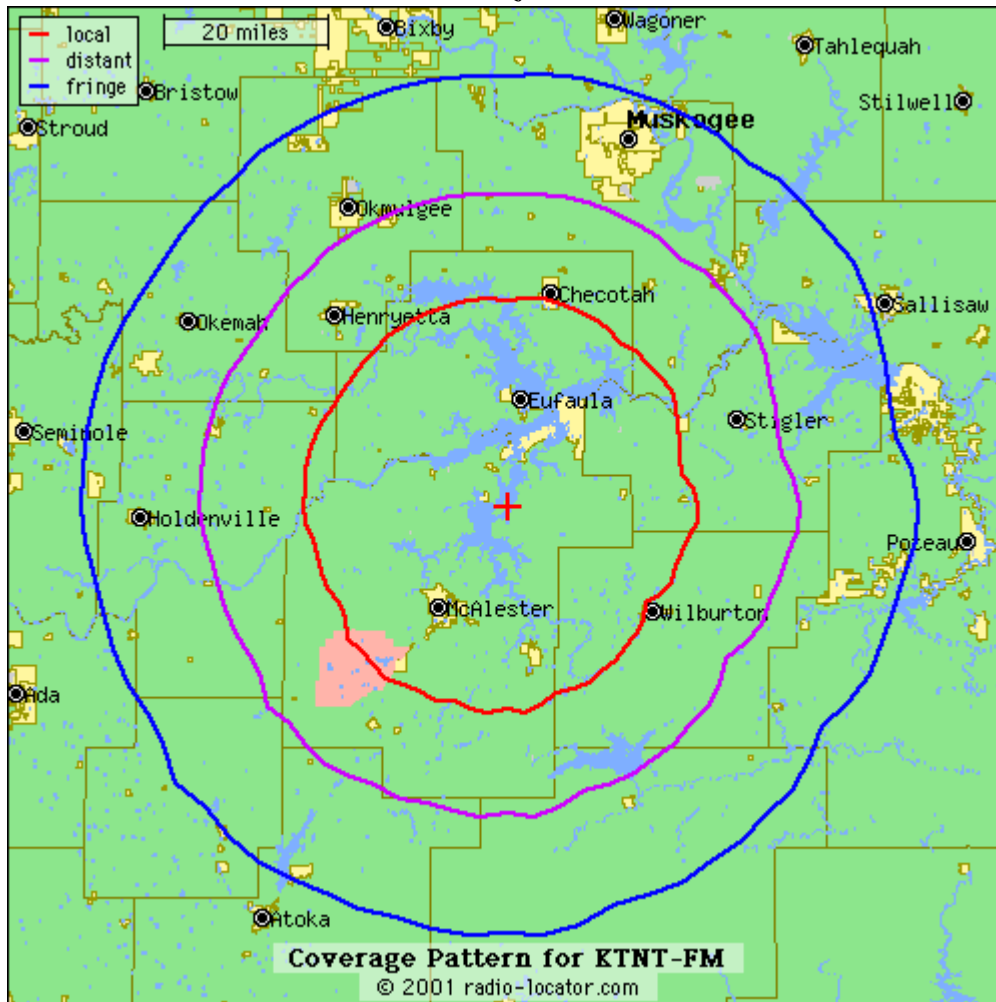 local
distant
fringe
20 miles
Bixby
Wagoner
Tahlequah
Bristow
Stilwell
Stroud
Muskogee
Okmulgee
Checotah
Sallisaw
Okemah
Henryetta
Eufaula
Stigler
Seminole
Holdenville
Poteau
McAlester
Wilburton
Ada
Atoka
Coverage Pattern for KTNT-FM
© 2001 radio-locator.com